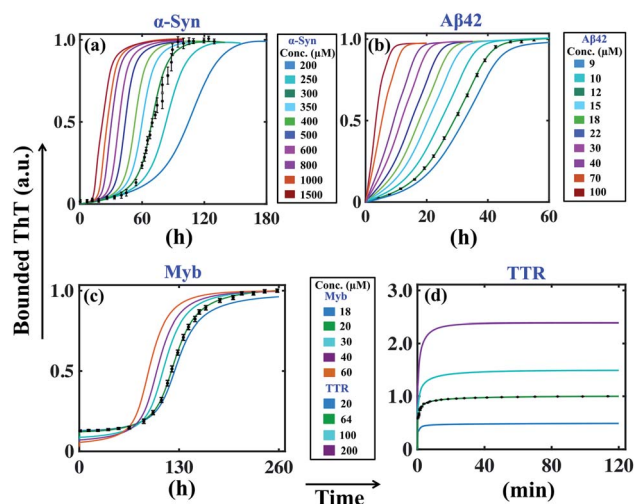 α-Syn
Aβ42
(a)
1.0
0.5
0
0 60 120 180
(h)
α-Syn
Conc. (µM)
200
250
300
350
400
500
600
800
1000
1500
(b)
1.0
0.5
0
0 20 40 60
(h)
Aβ42
Conc. (µM)
9
10
12
15
18
22
30
40
70
100
Bounded ThT (a.u.)
Myb
TTR
(c)
1.0
0.5
0
0 130 260
(h)
Conc. (µM)
Myb
18
20
30
40
60
TTR
20
64
100
200
(d)
3.0
2.0
1.0
0
0 40 80 120
(min)
Time